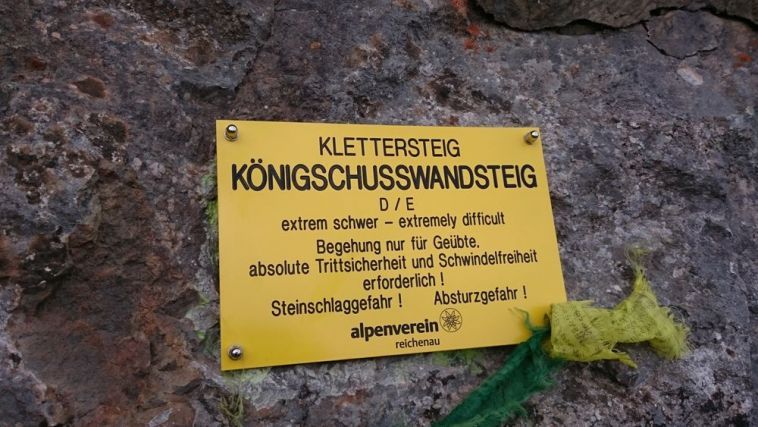 KLETTERSTEIG
KÖNIGSCHUSSWANDSTEIG
D / E
extrem schwer – extremely difficult
Begehung nur für Geübte.
absolute Trittsicherheit und Schwindelfreiheit
erforderlich !
Steinschlaggefahr ! Absturzgefahr !
alpenverein
reichenau